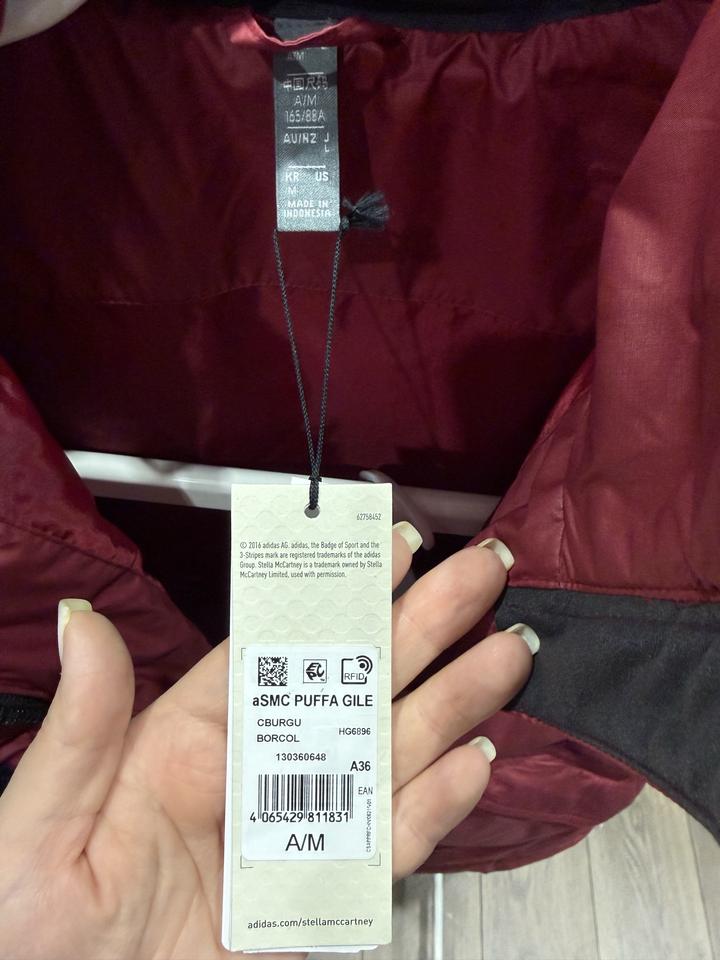 A/M
中国尺码
A/M
165/88A
AU/NZ J
L
KR US
M
MADE IN
INDONESIA
62758452
© 2016 adidas AG. adidas, the Badge of Sport and the
3-Stripes mark are registered trademarks of the adidas
Group. Stella McCartney is a trademark owned by Stella
McCartney Limited, used with permission.
RFID
aSMC PUFFA GILE
CBURGU
BORCOL HG6896
130360648
A36
EAN
4 065429 811831
A/M
adidas.com/stellamccartney